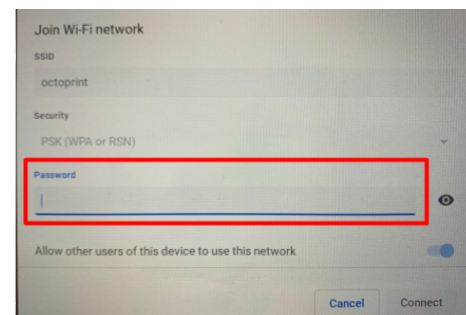 Join Wi-Fi network
SSID
octoprint
Security
PSK (WPA or RSN)
Password
Allow other users of this device to use this network
Cancel Connect